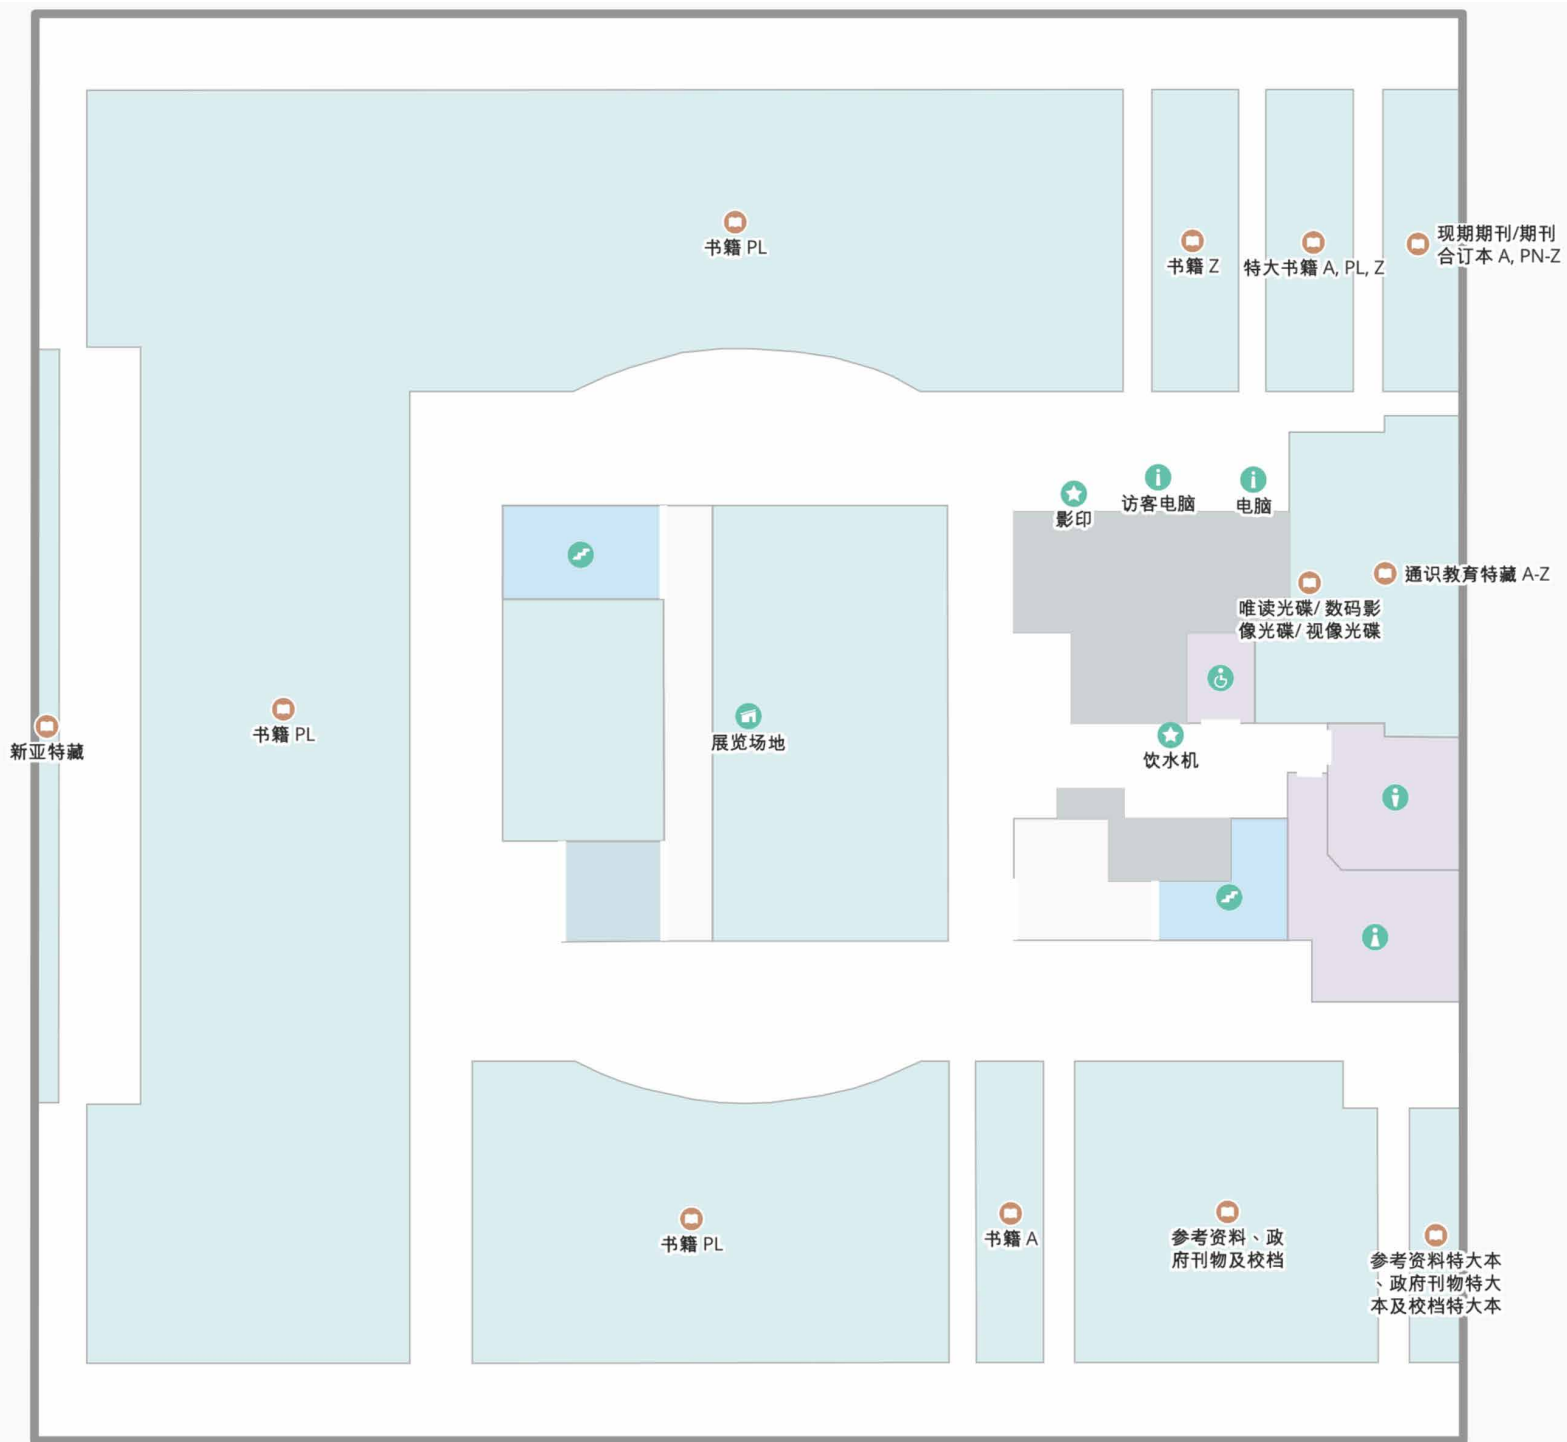 书籍 PL
书籍 Z
特大书籍 A, PL, Z
现期期刊/期刊
合订本 A, PN-Z
影印
访客电脑
电脑
通识教育特藏 A-Z
唯读光碟/ 数码影
像光碟/ 视像光碟
新亚特藏
书籍 PL
展览场地
饮水机
书籍 PL
书籍 A
参考资料、政
府刊物及校档
参考资料特大本
、政府刊物特大
本及校档特大本